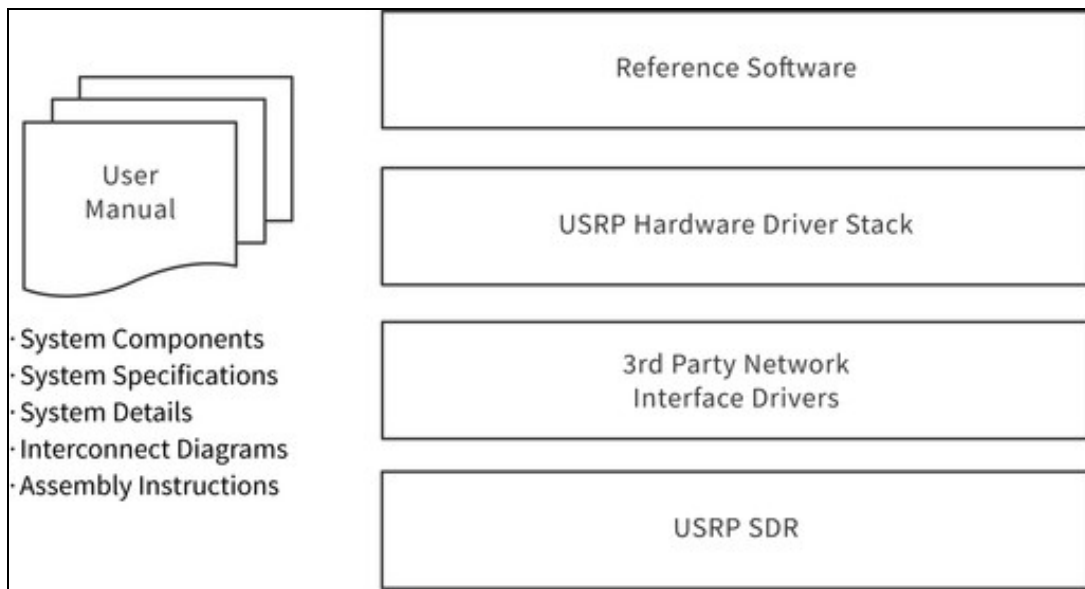 User
Manual
· System Components
· System Specifications
· System Details
· Interconnect Diagrams
· Assembly Instructions
Reference Software
USRP Hardware Driver Stack
3rd Party Network
Interface Drivers
USRP SDR